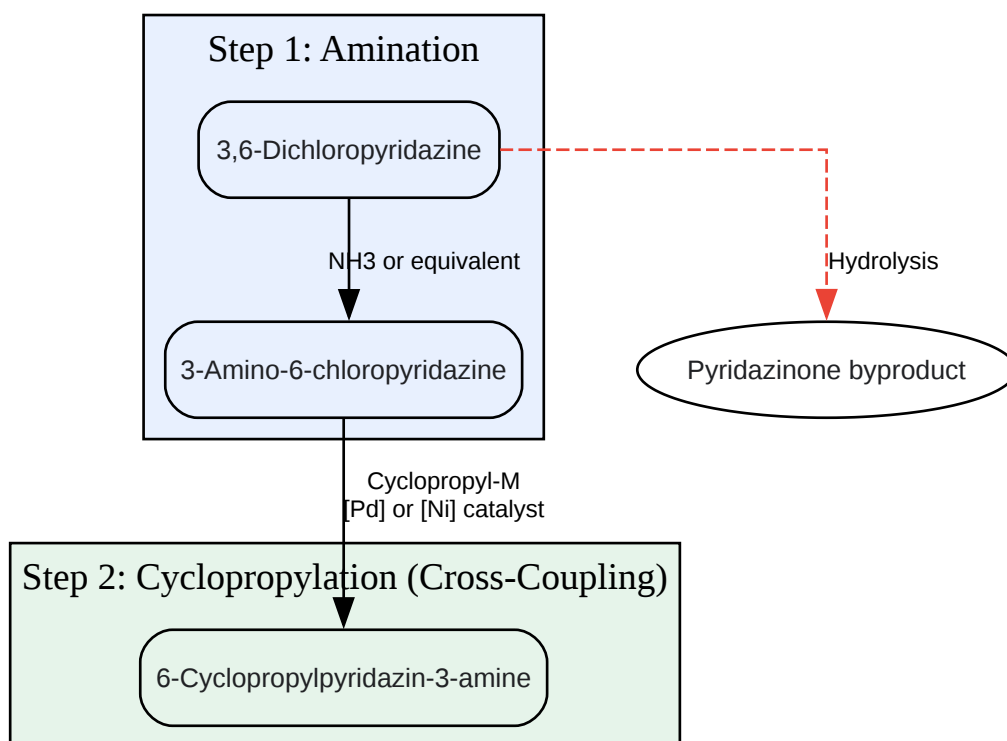 Step 1: Amination
3,6-Dichloropyridazine
NH3 or equivalent
Hydrolysis
3-Amino-6-chloropyridazine
Pyridazinone byproduct
Cyclopropyl-M
[Pd] or [Ni] catalyst
Step 2: Cyclopropylation (Cross-Coupling)
6-Cyclopropylpyridazin-3-amine